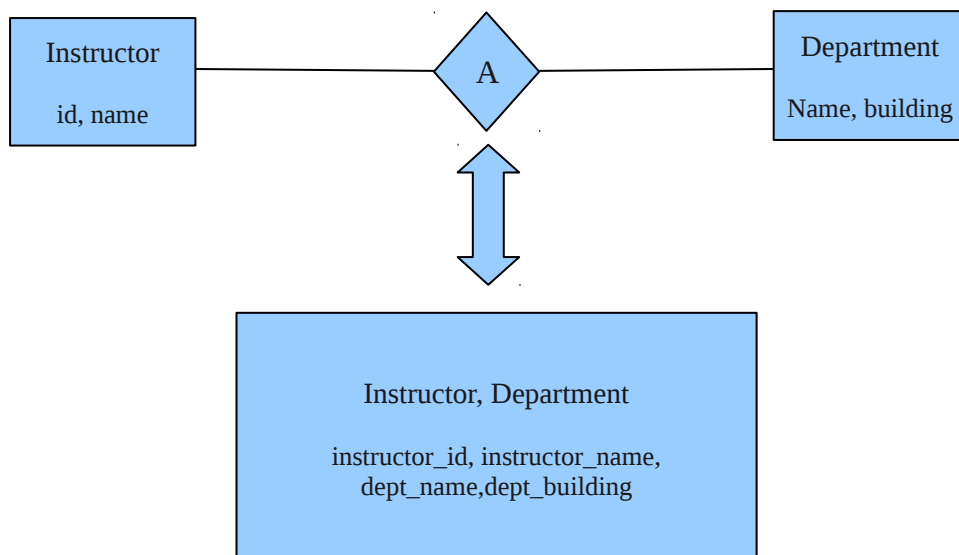 Instructor
id, name
A
Department
Name, building
Instructor, Department
instructor_id, instructor_name,
dept_name,dept_building